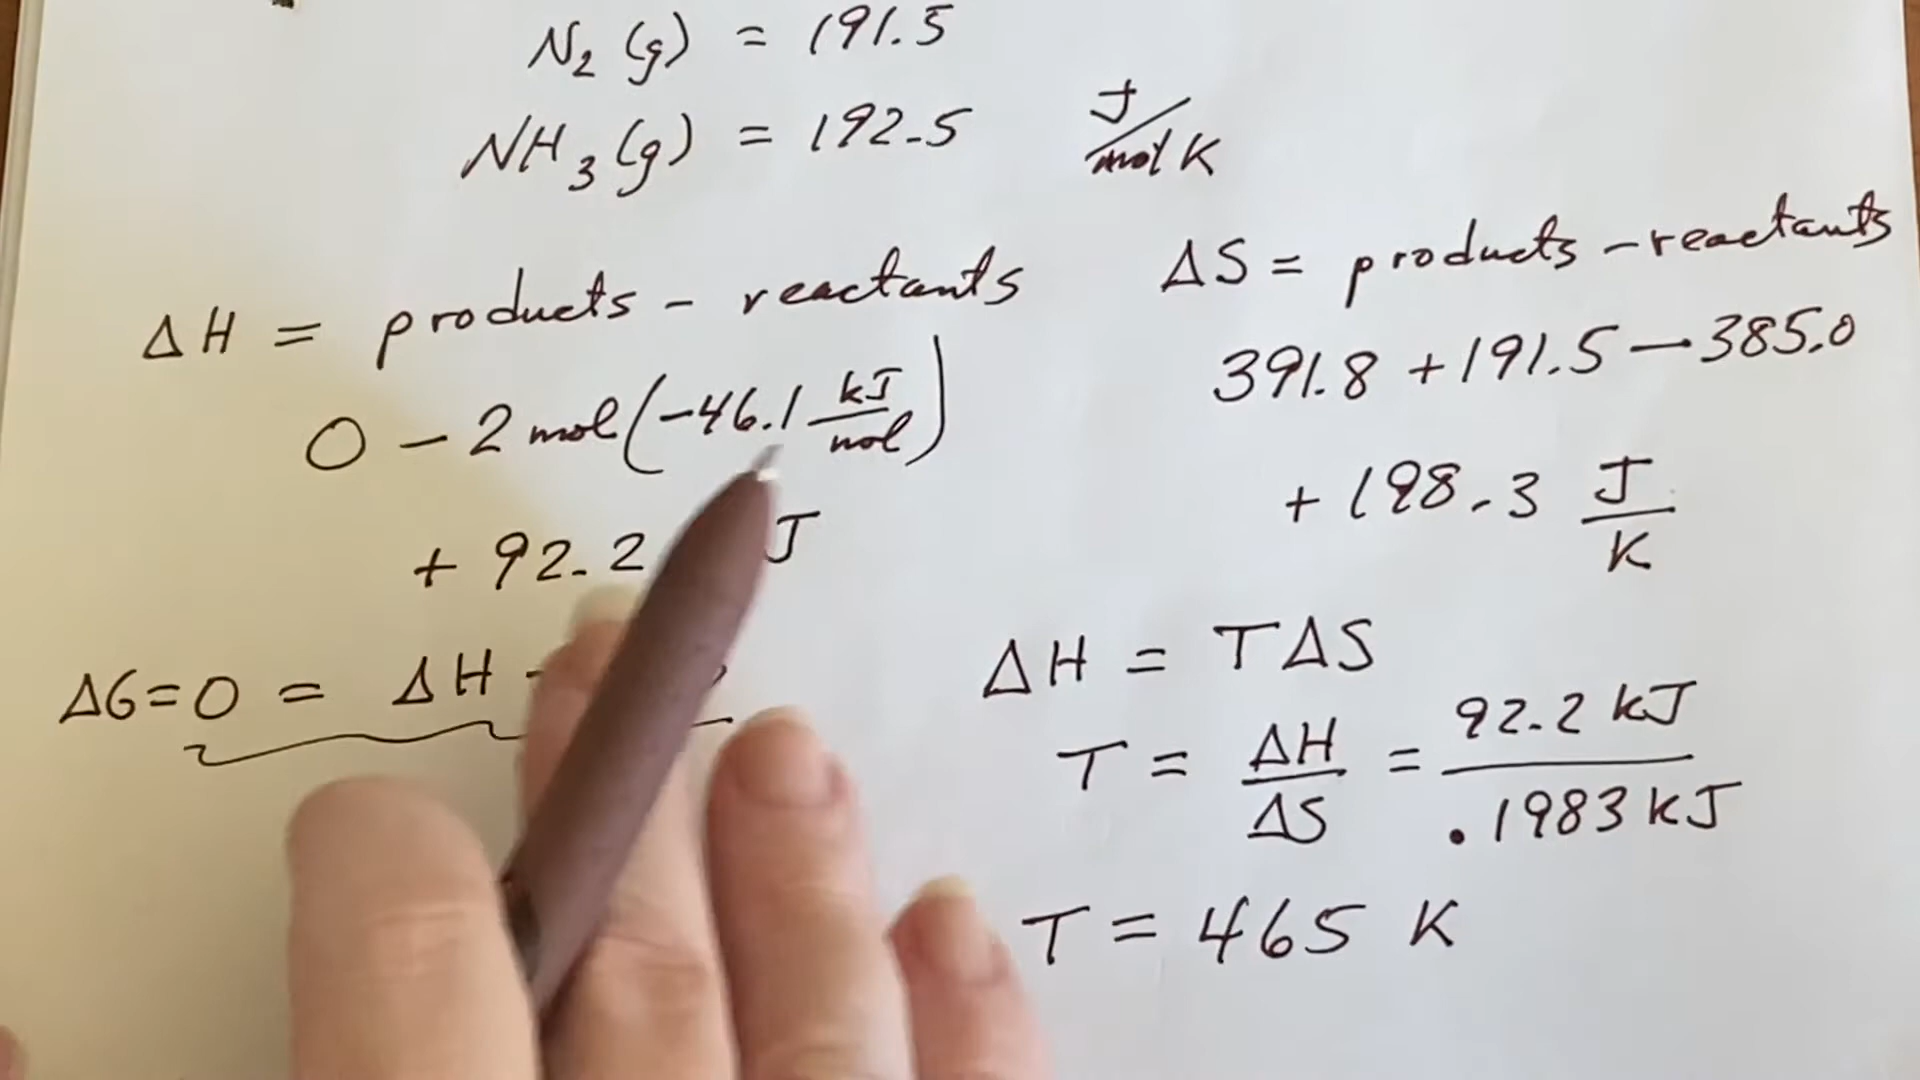 N₂ (g) = 191.5
NH₃ (g) = 192.5 J/mol K
ΔH = products - reactants
0 - 2 mol (-46.1 kJ/mol)
+ 92.2 J
ΔG = 0 = ΔH -
ΔS = products - reactants
391.8 + 191.5 - 385.0
+ 198.3 J/K
ΔH = TΔS
T = ΔH/ΔS = 92.2 kJ/.1983 kJ
T = 465 K